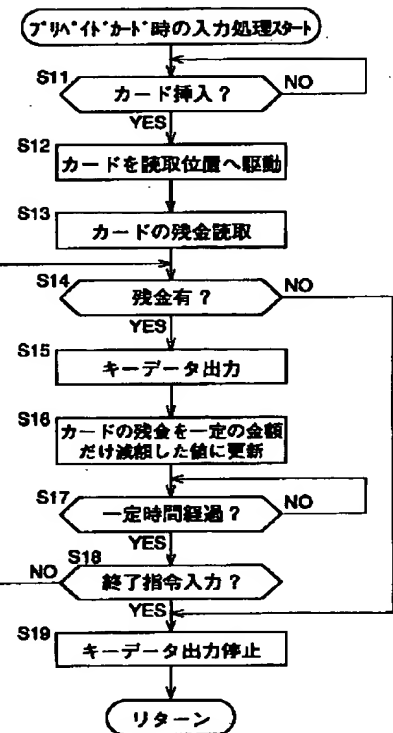 プリペイドカード時の入力処理スタート
S11
カード挿入？
NO
YES
S12
カードを読取位置へ駆動
S13
カードの残金読取
S14
残金有？
NO
YES
S15
キーデータ出力
S16
カードの残金を一定の金額
だけ減額した値に更新
S17
一定時間経過？
NO
YES
S18
NO
終了指令入力？
YES
S19
キーデータ出力停止
リターン